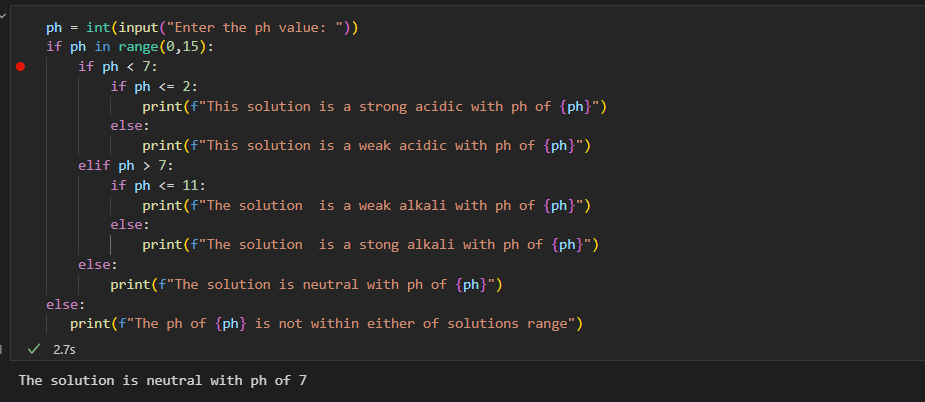 ph = int(input("Enter the ph value: "))
if ph in range(0,15):
    if ph < 7:
        if ph <= 2:
            print(f"This solution is a strong acidic with ph of {ph}")
        else:
            print(f"This solution is a weak acidic with ph of {ph}")
    elif ph > 7:
        if ph <= 11:
            print(f"The solution  is a weak alkali with ph of {ph}")
        else:
            print(f"The solution  is a stong alkali with ph of {ph}")
    else:
        print(f"The solution is neutral with ph of {ph}")
else:
   print(f"The ph of {ph} is not within either of solutions range")
2.7s
The solution is neutral with ph of 7